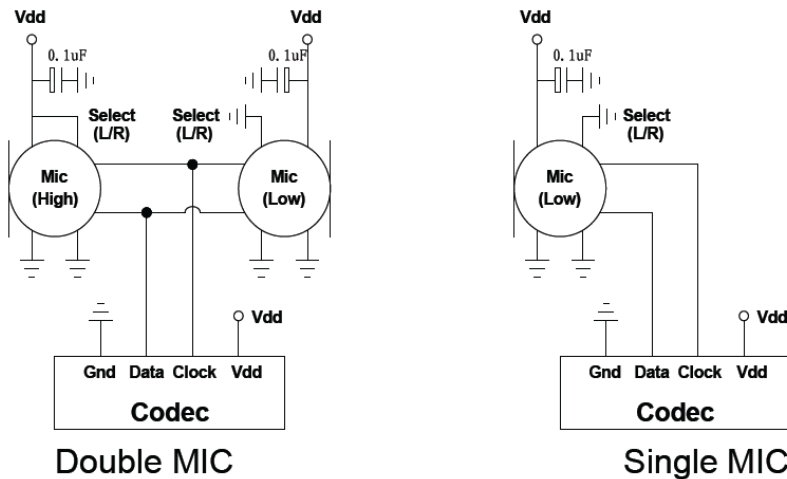 Vdd
Vdd
Vdd
0.1uF
0.1uF
0.1uF
Select
(L/R)
Select
(L/R)
Select
(L/R)
Mic
(High)
Mic
(Low)
Mic
(Low)
Vdd
Vdd
Gnd Data Clock Vdd
Gnd Data Clock Vdd
Codec
Codec
Double MIC
Single MIC